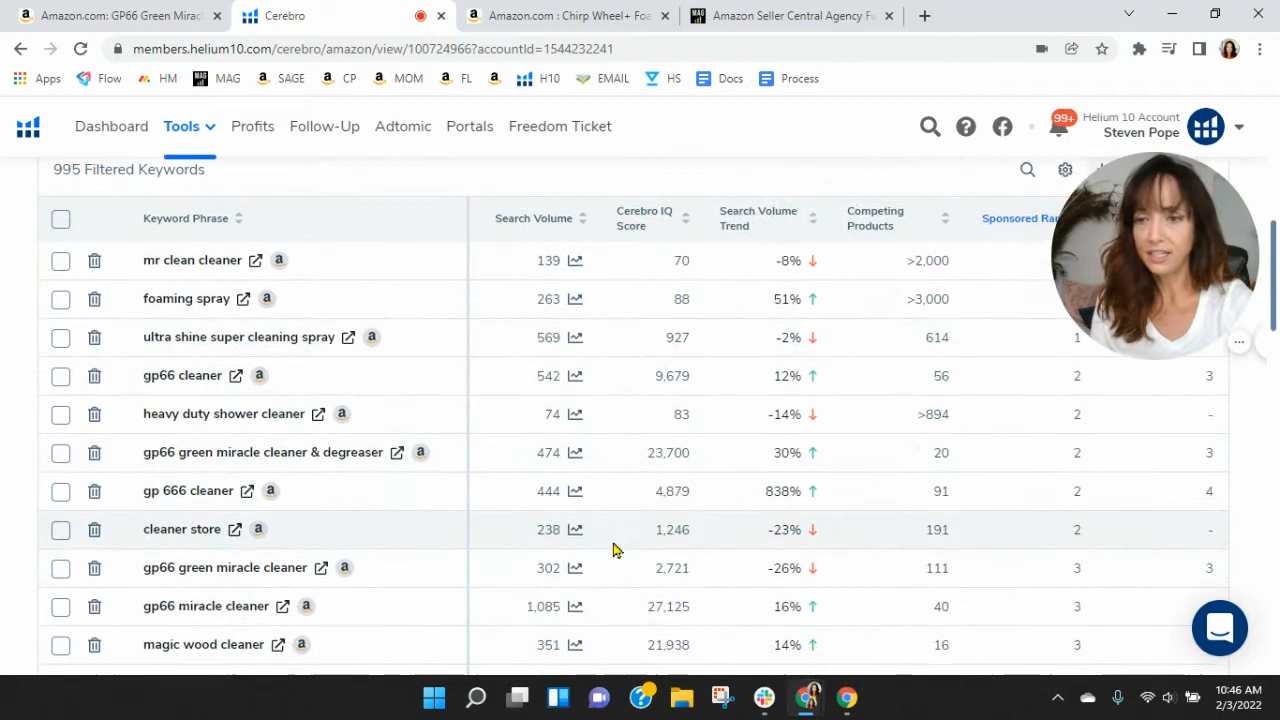 Amazon.com: GP66 Green Mirac
Cerebro
Amazon.com : Chirp Wheel+ Foa
Amazon Seller Central Agency Fu
members.helium10.com/cerebro/amazon/view/100724966?accountId=1544232241
Apps Flow HM MAG SAGE CP MOM FL H10 EMAIL HS Docs Process
Dashboard Tools Profits Follow-Up Adtomic Portals Freedom Ticket
99+
Helium 10 Account
Steven Pope
995 Filtered Keywords
Keyword Phrase Search Volume Cerebro IQ Score Search Volume Trend Competing Products Sponsored Ra
mr clean cleaner 139 70 -8% >2,000
foaming spray 263 88 51% >3,000
ultra shine super cleaning spray 569 927 -2% 614 1
gp66 cleaner 542 9,679 12% 56 2 3
heavy duty shower cleaner 74 83 -14% >894 2 -
gp66 green miracle cleaner & degreaser 474 23,700 30% 20 2 3
gp 666 cleaner 444 4,879 838% 91 2 4
cleaner store 238 1,246 -23% 191 2 -
gp66 green miracle cleaner 302 2,721 -26% 111 3 3
gp66 miracle cleaner 1,085 27,125 16% 40 3
magic wood cleaner 351 21,938 14% 16 3
10:46 AM
2/3/2022